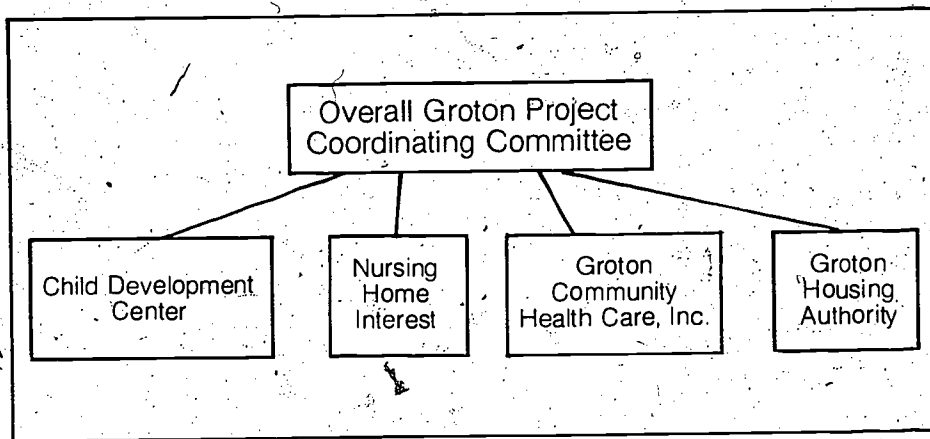 Overall Groton Project
Coordinating Committee
Child Development
Center
Nursing
Home
Interest
Groton
Community
Health Care, Inc.
Groton
Housing
Authority